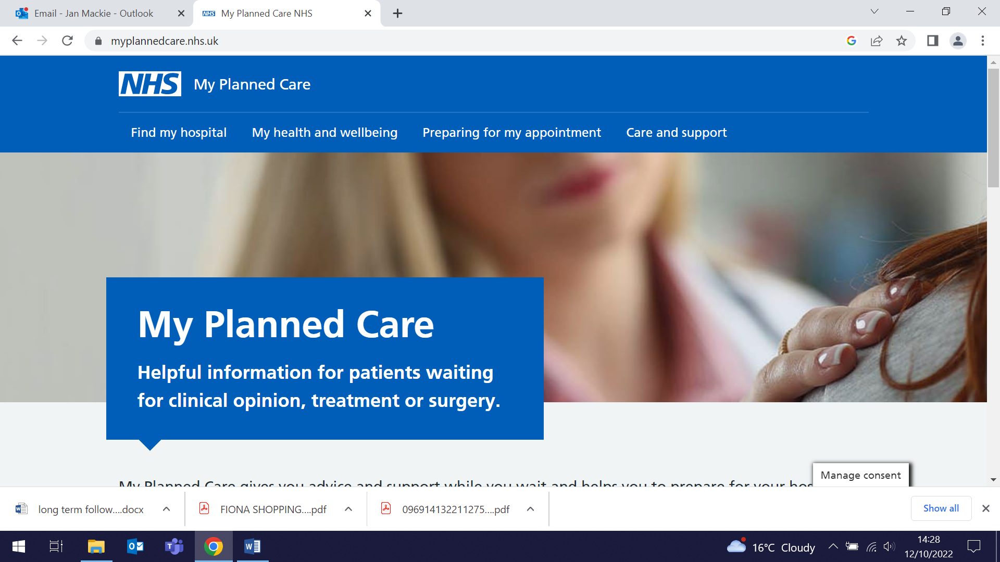 Email - Jan Mackie - Outlook
NHS My Planned Care NHS
myplannedcare.nhs.uk
NHS My Planned Care
Find my hospital My health and wellbeing Preparing for my appointment Care and support
My Planned Care
Helpful information for patients waiting
for clinical opinion, treatment or surgery.
My Planned Care gives you advice and support while you wait and helps you to prepare for your hos
Manage consent
long term follow....docx FIONA SHOPPING....pdf 096914132211275....pdf Show all
16°C Cloudy
14:28
12/10/2022